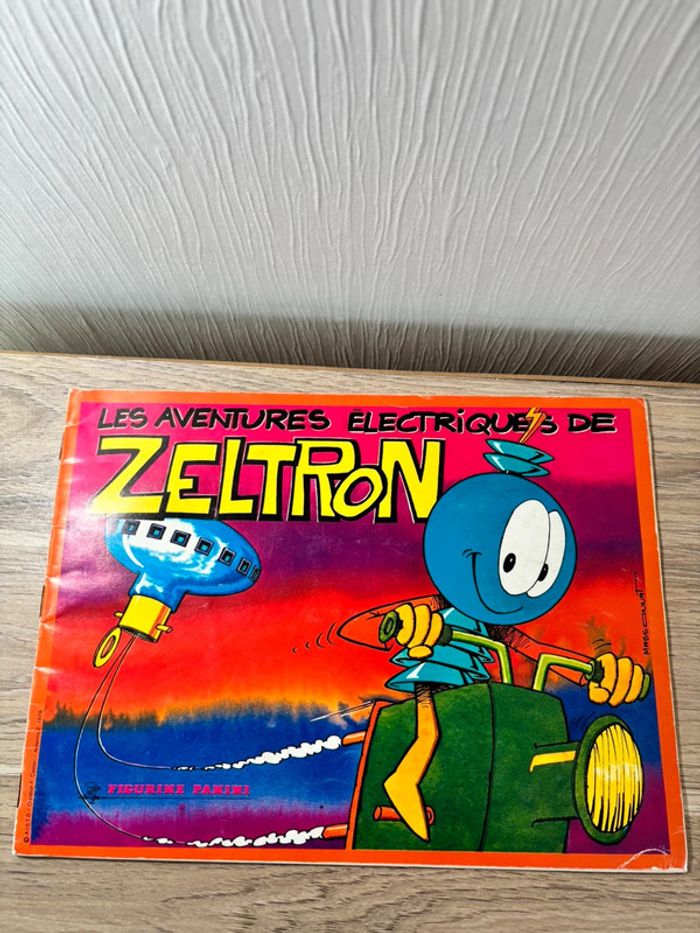 LES AVENTURES ÉLECTRiQUES DE
ZELTRON
FIGURINE PANINI